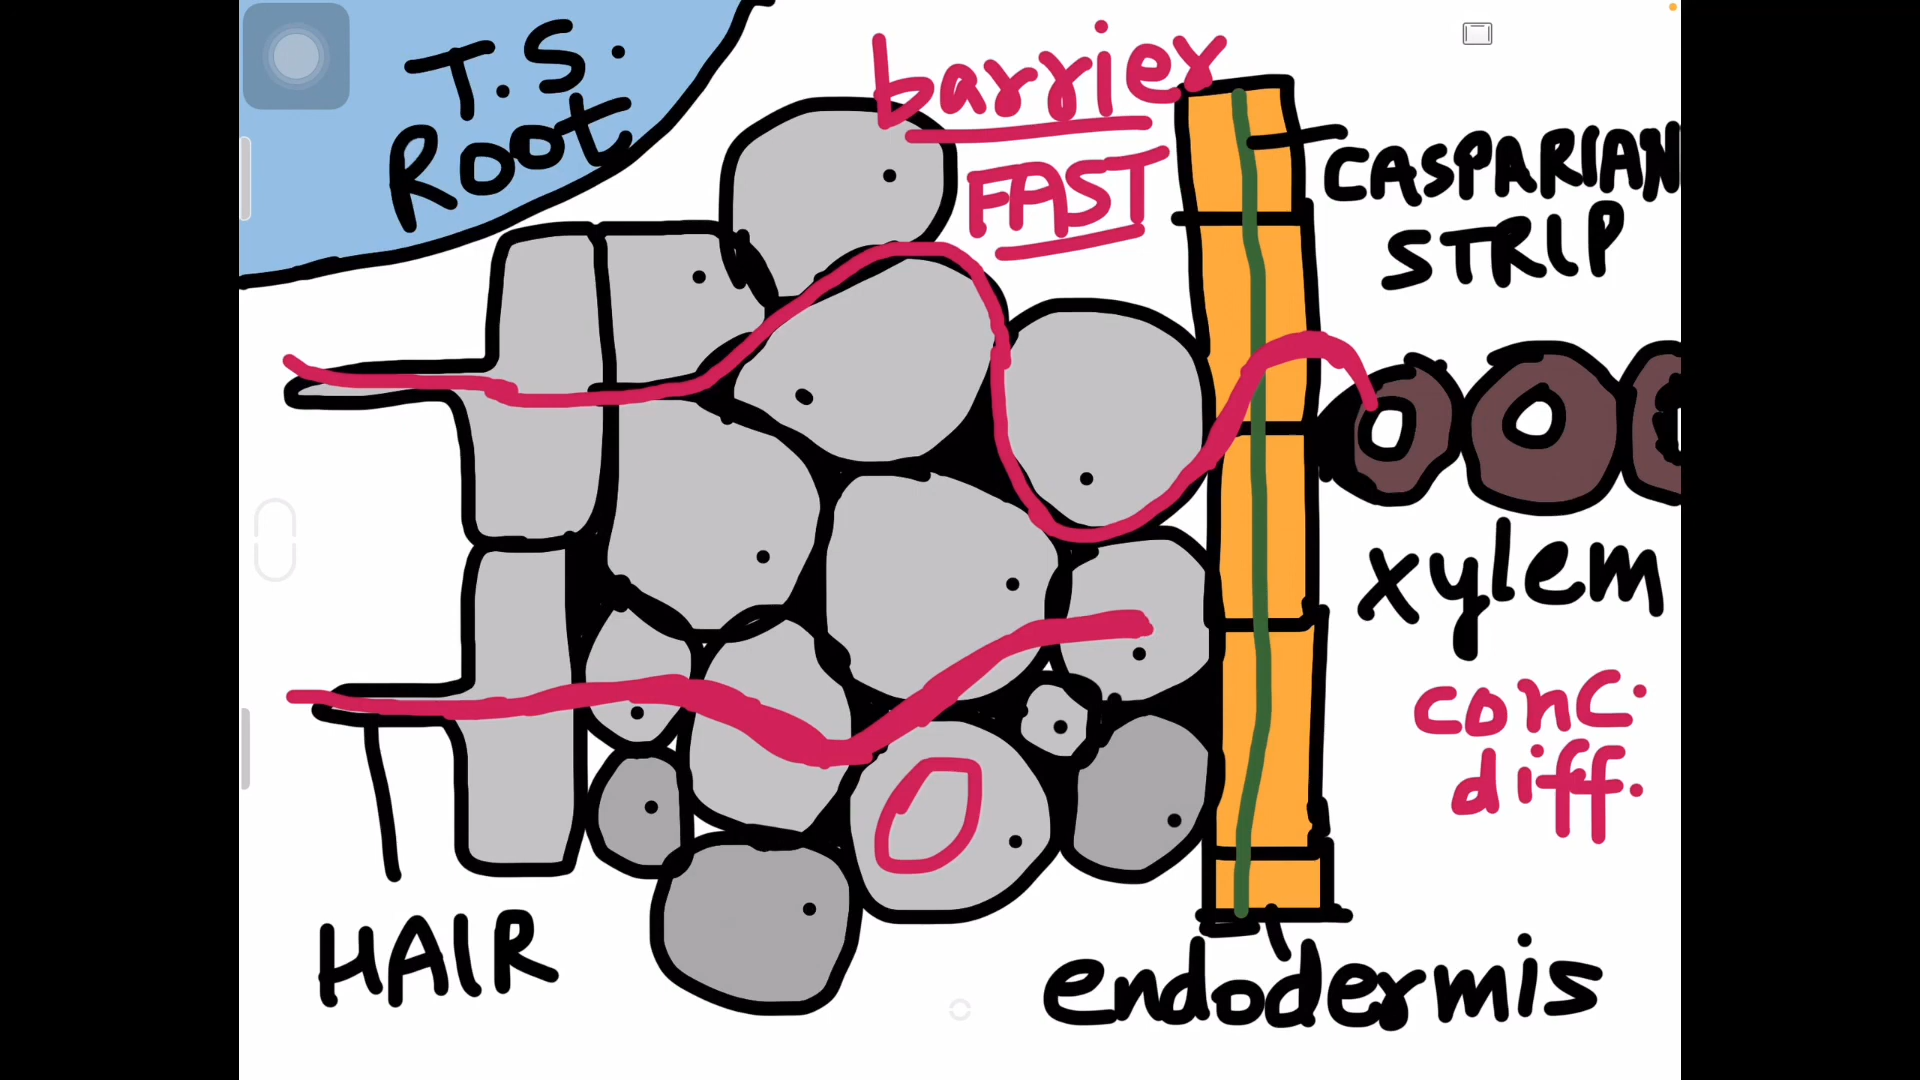 T.S.
Root
barrier
FAST
CASPARIAN
STRIP
xylem
conc.
diff.
HAIR
endodermis